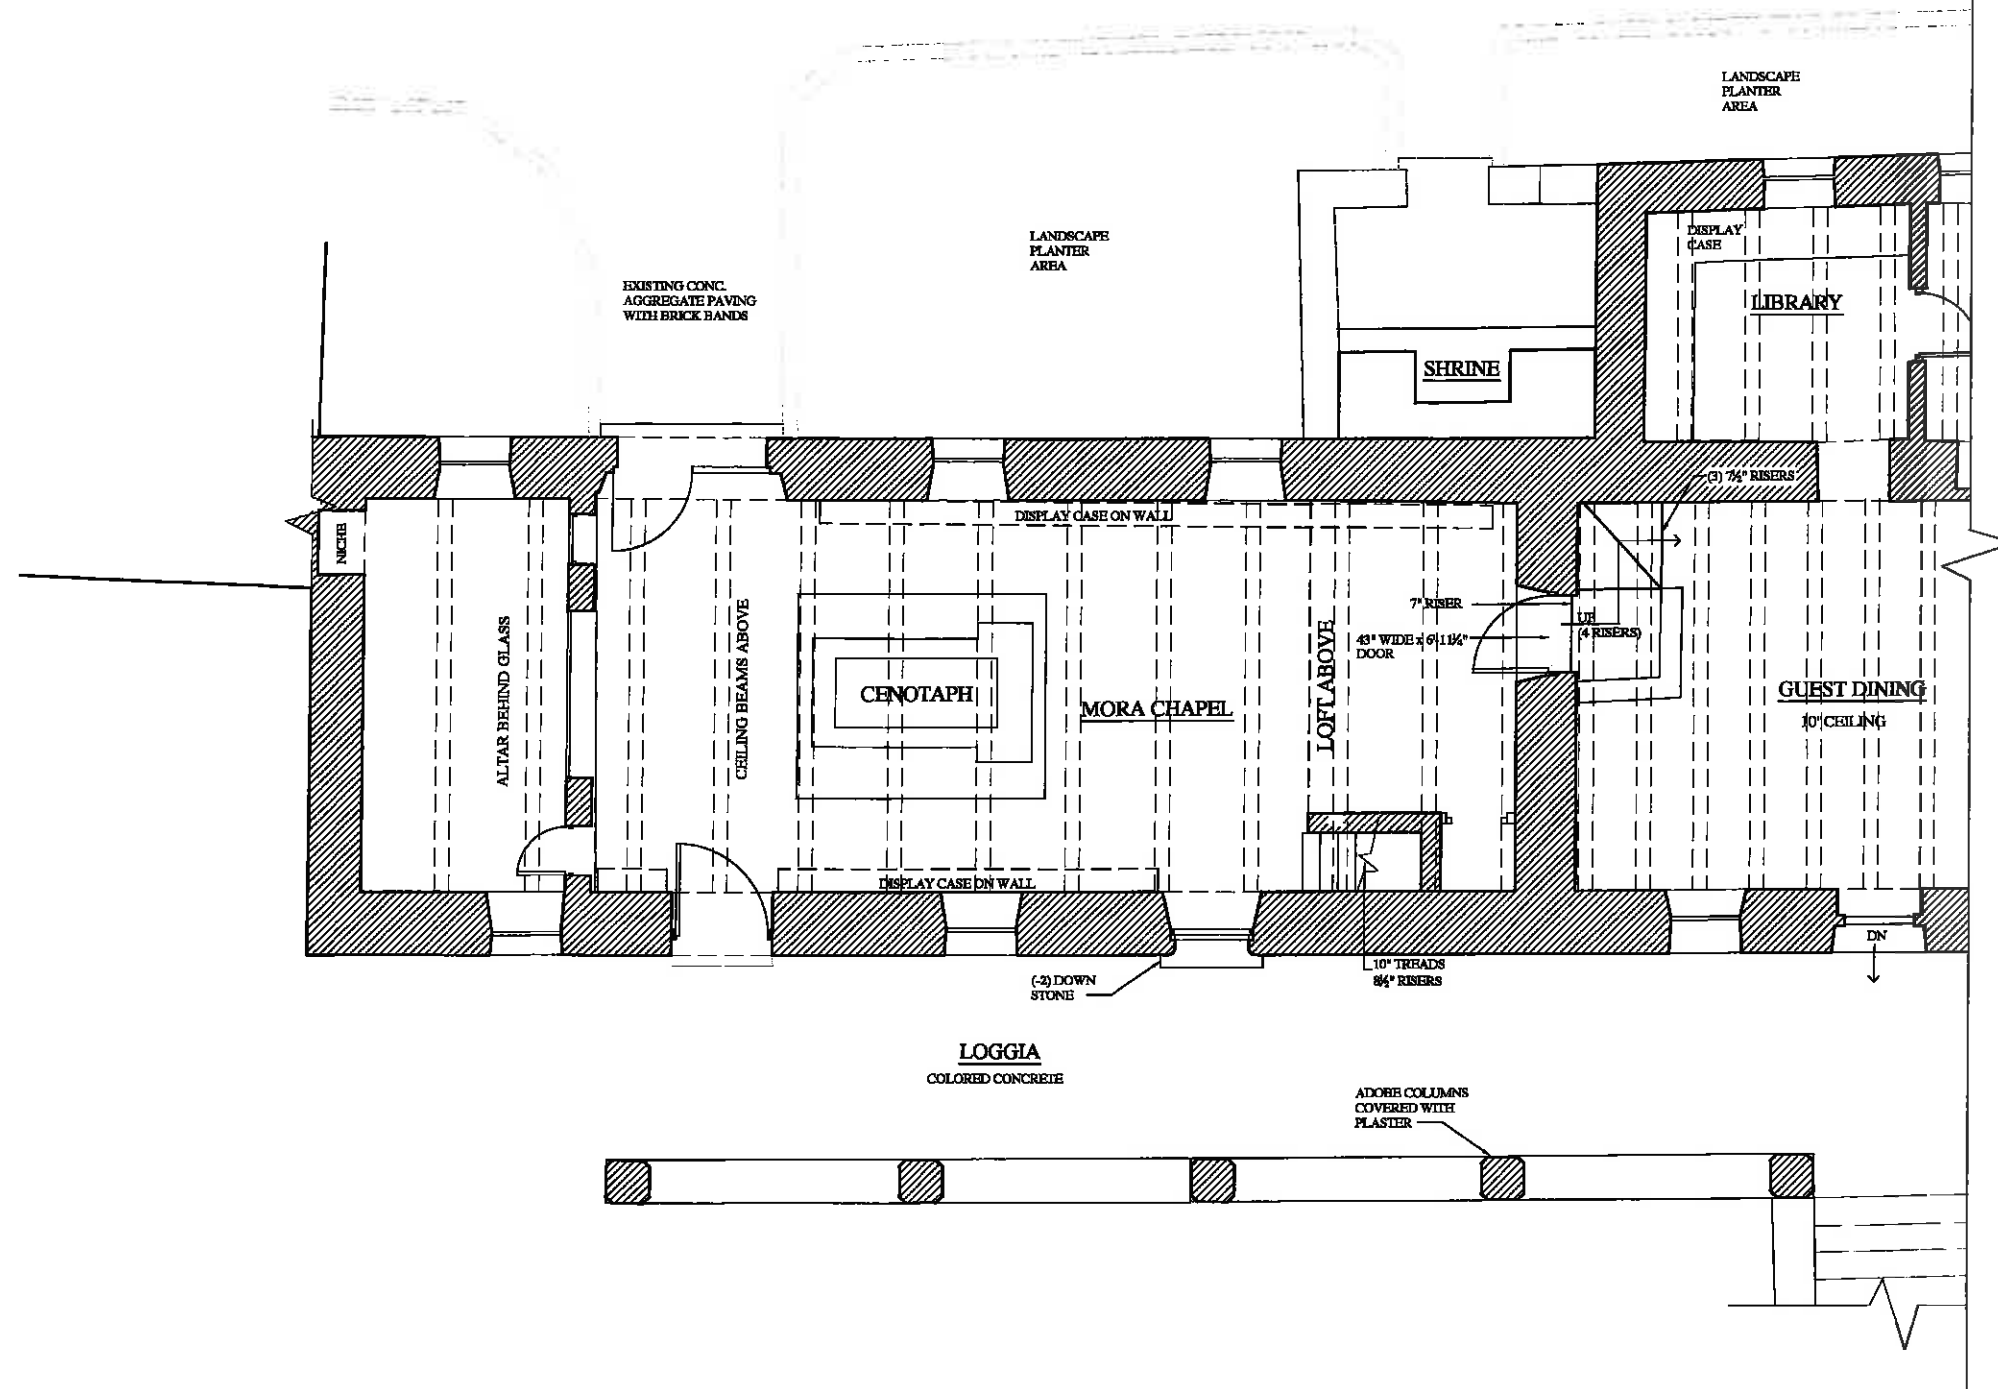 LANDSCAPE
PLANTER
AREA
LANDSCAPE
PLANTER
AREA
DISPLAY
CASE
EXISTING CONC.
AGGREGATE PAVING
WITH BRICK BANDS
LIBRARY
SHRINE
(3) 7½" RISERS
DISPLAY CASE ON WALL
NICHE
7" RISER
UP
(4 RISERS)
43" WIDE x 6'-11¼"
DOOR
ALTAR BEHIND GLASS
CEILING BEAMS ABOVE
CENOTAPH
MORA CHAPEL
LOFT ABOVE
GUEST DINING
10" CEILING
DISPLAY CASE ON WALL
DN
(-2) DOWN
STONE
10" TREADS
8½" RISERS
LOGGIA
COLORED CONCRETE
ADOBE COLUMNS
COVERED WITH
PLASTER